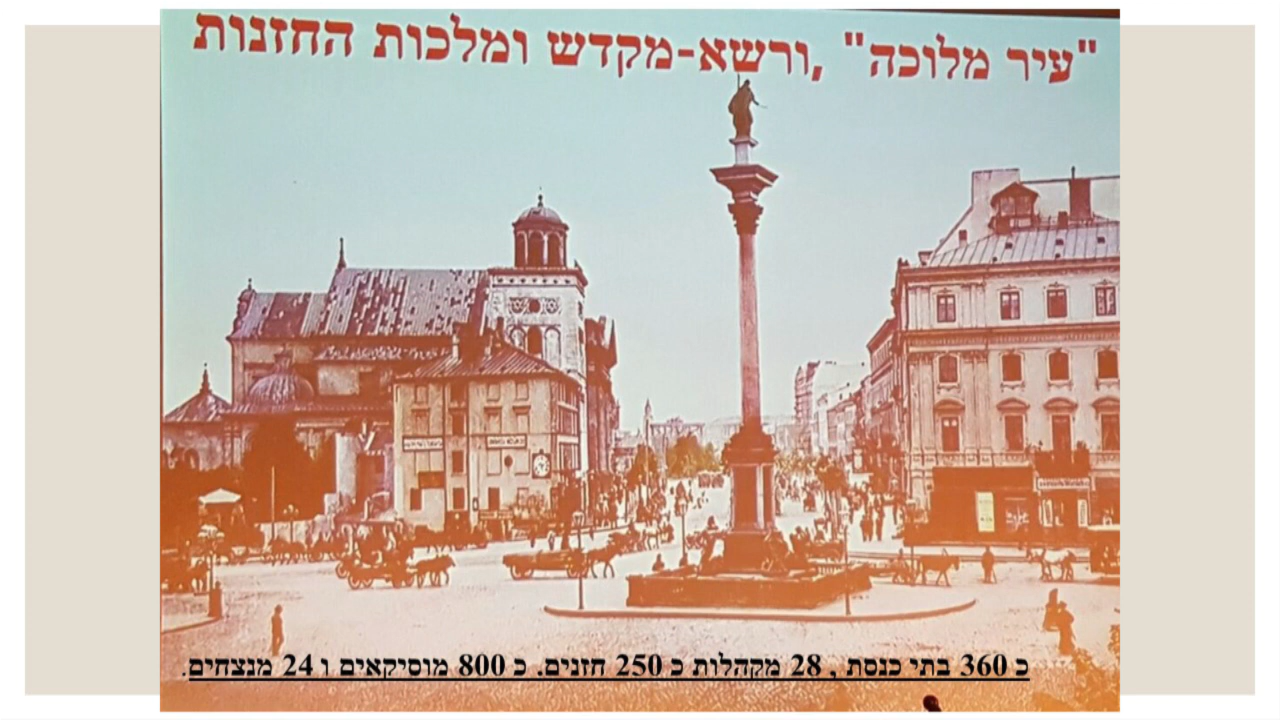 "עיר מלוכה" ,ורשא-מקדש ומלכות החזנות
כ 360 בתי כנסת , 28 מקהלות כ 250 חזנים. כ 800 מוסיקאים ו 24 מנצחים.